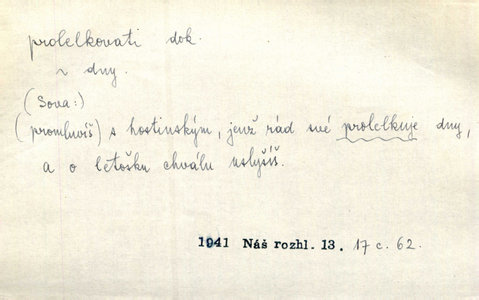 prolelkovati dok.
~ dny.
(Sova:)
(promluvíš) s hostinským, jenž rád své prolelkuje dny,
a o letošku chválu uslyšíš.
1941 Náš rozhl. 13. 17 c. 62.